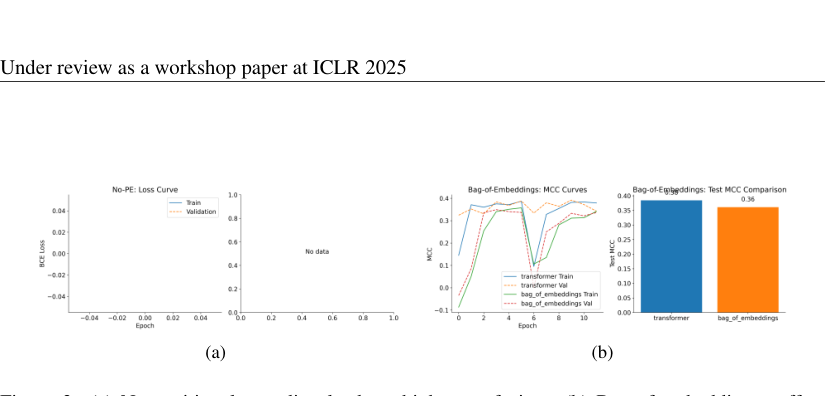 Under review as a workshop paper at ICLR 2025
No-PE: Loss Curve
BCE Loss
0.04
0.02
0.00
−0.02
−0.04
Train
Validation
−0.04 −0.02 0.00 0.02 0.04
Epoch
1.0
0.8
0.6
0.4
0.2
0.0
No data
0.0 0.2 0.4 0.6 0.8 1.0
(a)
Bag-of-Embeddings: MCC Curves
MCC
0.4
0.3
0.2
0.1
0.0
−0.1
transformer Train
transformer Val
bag_of_embeddings Train
bag_of_embeddings Val
0 2 4 6 8 10
Epoch
Bag-of-Embeddings: Test MCC Comparison
0.36
Test MCC
0.40
0.35
0.30
0.25
0.20
0.15
0.10
0.05
0.00
transformer bag_of_embeddings
(b)